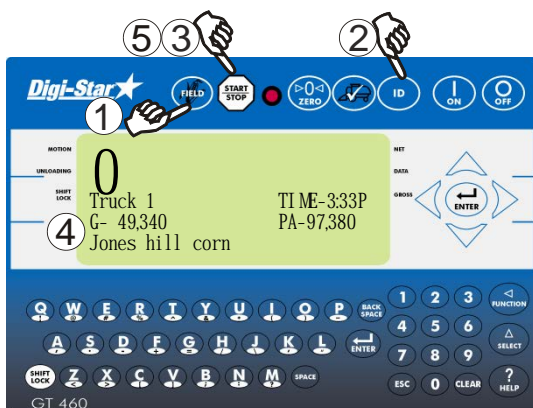 5 3 2
Digi-Star
FIELD START STOP >0< ZERO ID ON OFF
1
MOTION
UNLOADING
SHIFT LOCK
0
Truck 1 TIME-3:33P
G- 49,340 PA-97,380
Jones hill corn
4
NET
DATA
GROSS
ENTER
Q W E R T Y U I O P BACK SPACE
A S D F G H J K L ENTER
SHIFT LOCK Z X C V B N M SPACE
1 2 3 FUNCTION
4 5 6 SELECT
7 8 9
ESC 0 CLEAR ? HELP
GT 460